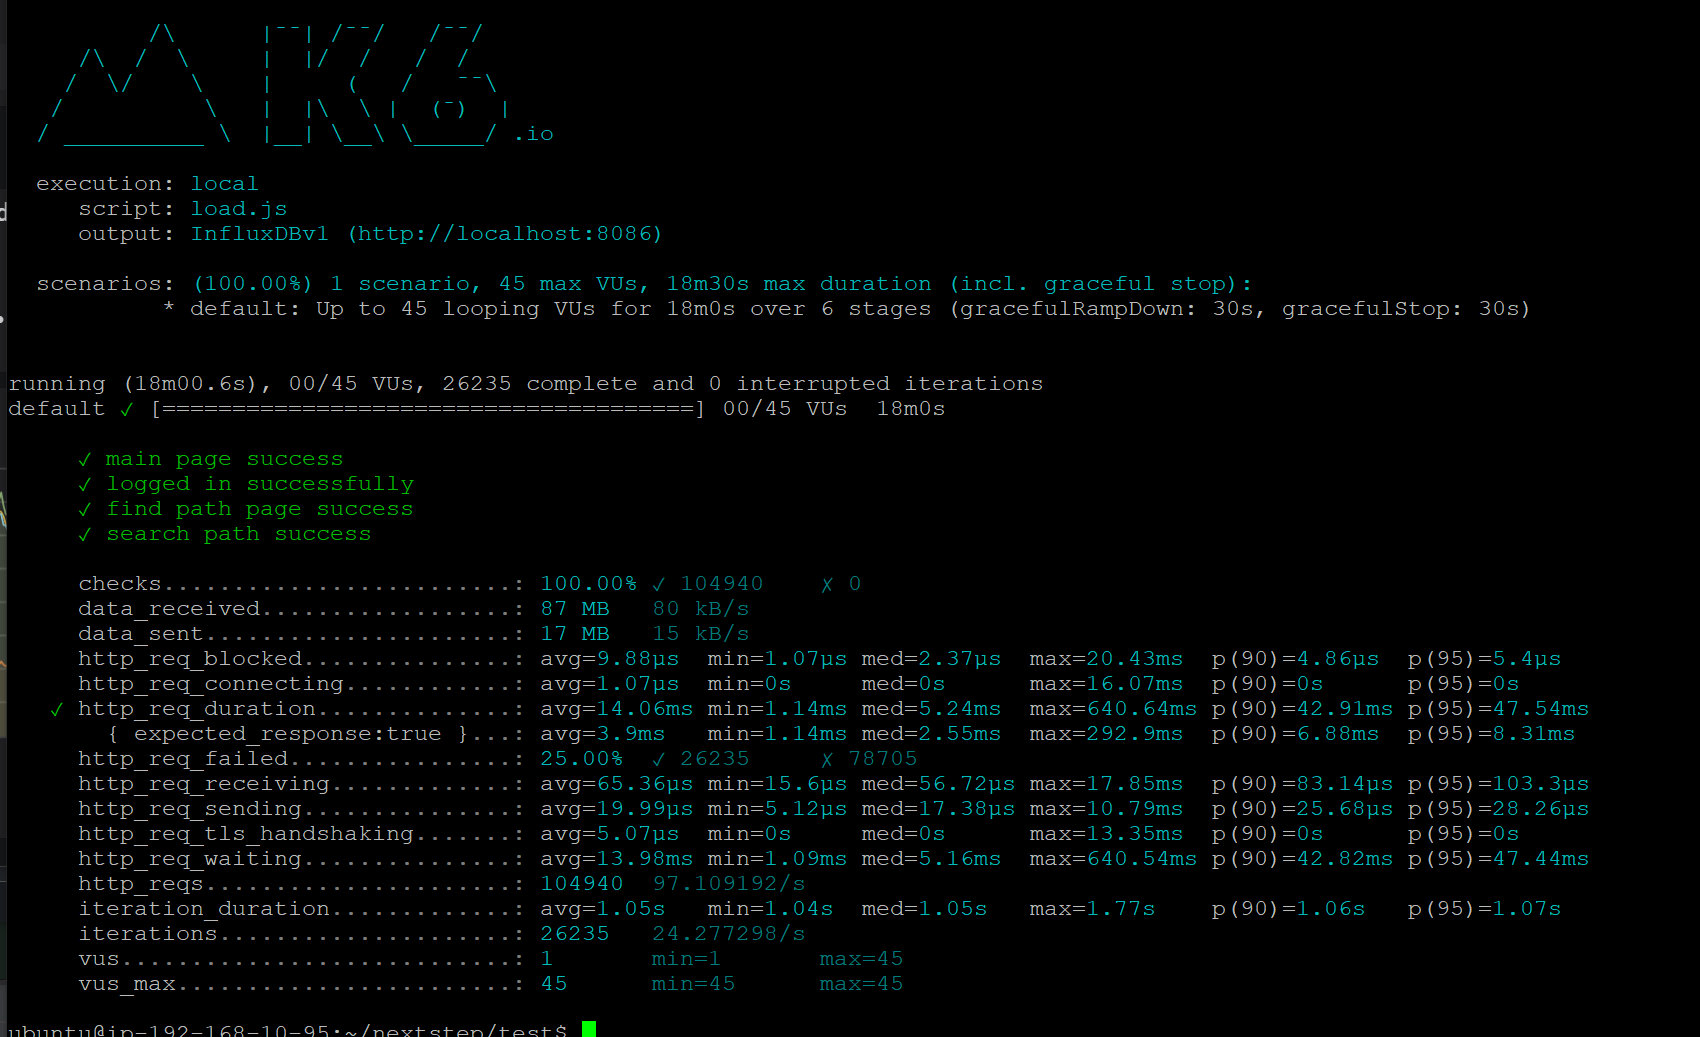 /\      |‾‾| /‾‾/   /‾‾/
/\  /  \     |  |/  /   /  /
/  \/    \    |     (   /   ‾‾\
/          \   |  |\  \ |  (‾)  |
/ __________ \  |__| \__\ \_____/ .io
execution: local
script: load.js
output: InfluxDBv1 (http://localhost:8086)
scenarios: (100.00%) 1 scenario, 45 max VUs, 18m30s max duration (incl. graceful stop):
* default: Up to 45 looping VUs for 18m0s over 6 stages (gracefulRampDown: 30s, gracefulStop: 30s)
running (18m00.6s), 00/45 VUs, 26235 complete and 0 interrupted iterations
default ✓ [======================================] 00/45 VUs  18m0s
✓ main page success
✓ logged in successfully
✓ find path page success
✓ search path success
checks.........................: 100.00% ✓ 104940    ✗ 0
data_received..................: 87 MB   80 kB/s
data_sent......................: 17 MB   15 kB/s
http_req_blocked...............: avg=9.88µs  min=1.07µs med=2.37µs  max=20.43ms  p(90)=4.86µs  p(95)=5.4µs
http_req_connecting............: avg=1.07µs  min=0s     med=0s      max=16.07ms  p(90)=0s      p(95)=0s
✓ http_req_duration..............: avg=14.06ms min=1.14ms med=5.24ms  max=640.64ms p(90)=42.91ms p(95)=47.54ms
{ expected_response:true }...: avg=3.9ms   min=1.14ms med=2.55ms  max=292.9ms  p(90)=6.88ms  p(95)=8.31ms
http_req_failed................: 25.00%  ✓ 26235     ✗ 78705
http_req_receiving.............: avg=65.36µs min=15.6µs med=56.72µs max=17.85ms  p(90)=83.14µs p(95)=103.3µs
http_req_sending...............: avg=19.99µs min=5.12µs med=17.38µs max=10.79ms  p(90)=25.68µs p(95)=28.26µs
http_req_tls_handshaking.......: avg=5.07µs  min=0s     med=0s      max=13.35ms  p(90)=0s      p(95)=0s
http_req_waiting...............: avg=13.98ms min=1.09ms med=5.16ms  max=640.54ms p(90)=42.82ms p(95)=47.44ms
http_reqs......................: 104940  97.109192/s
iteration_duration.............: avg=1.05s   min=1.04s  med=1.05s   max=1.77s    p(90)=1.06s   p(95)=1.07s
iterations.....................: 26235   24.277298/s
vus............................: 1       min=1       max=45
vus_max........................: 45      min=45      max=45
ubuntu@ip-192-168-10-95:~/nextstep/test$